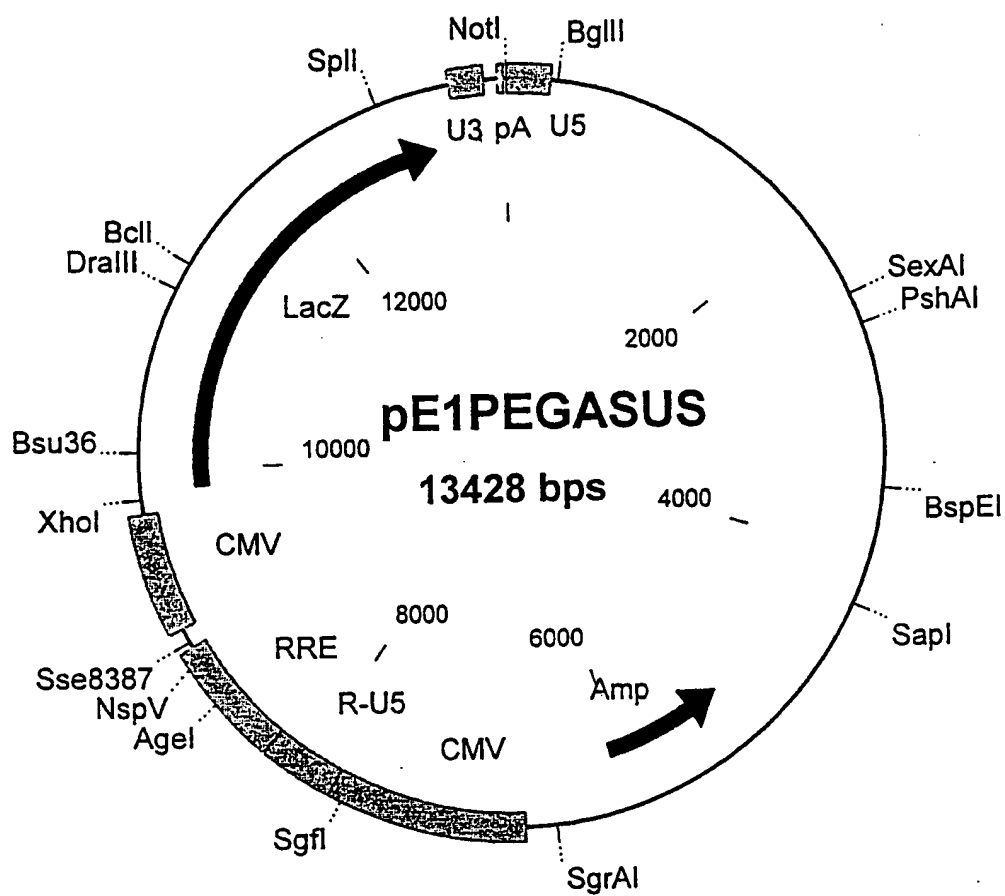 NotI
BglII
SplI
U3 pA U5
BclI
DraIII
SexAI
PshAI
LacZ
12000
2000
pE1PEGASUS
Bsu36
10000
13428 bps
4000
BspEI
XhoI
CMV
8000
6000
SapI
RRE
Sse8387
NspV
R-U5
Amp
AgeI
CMV
SgfI
SgrAI